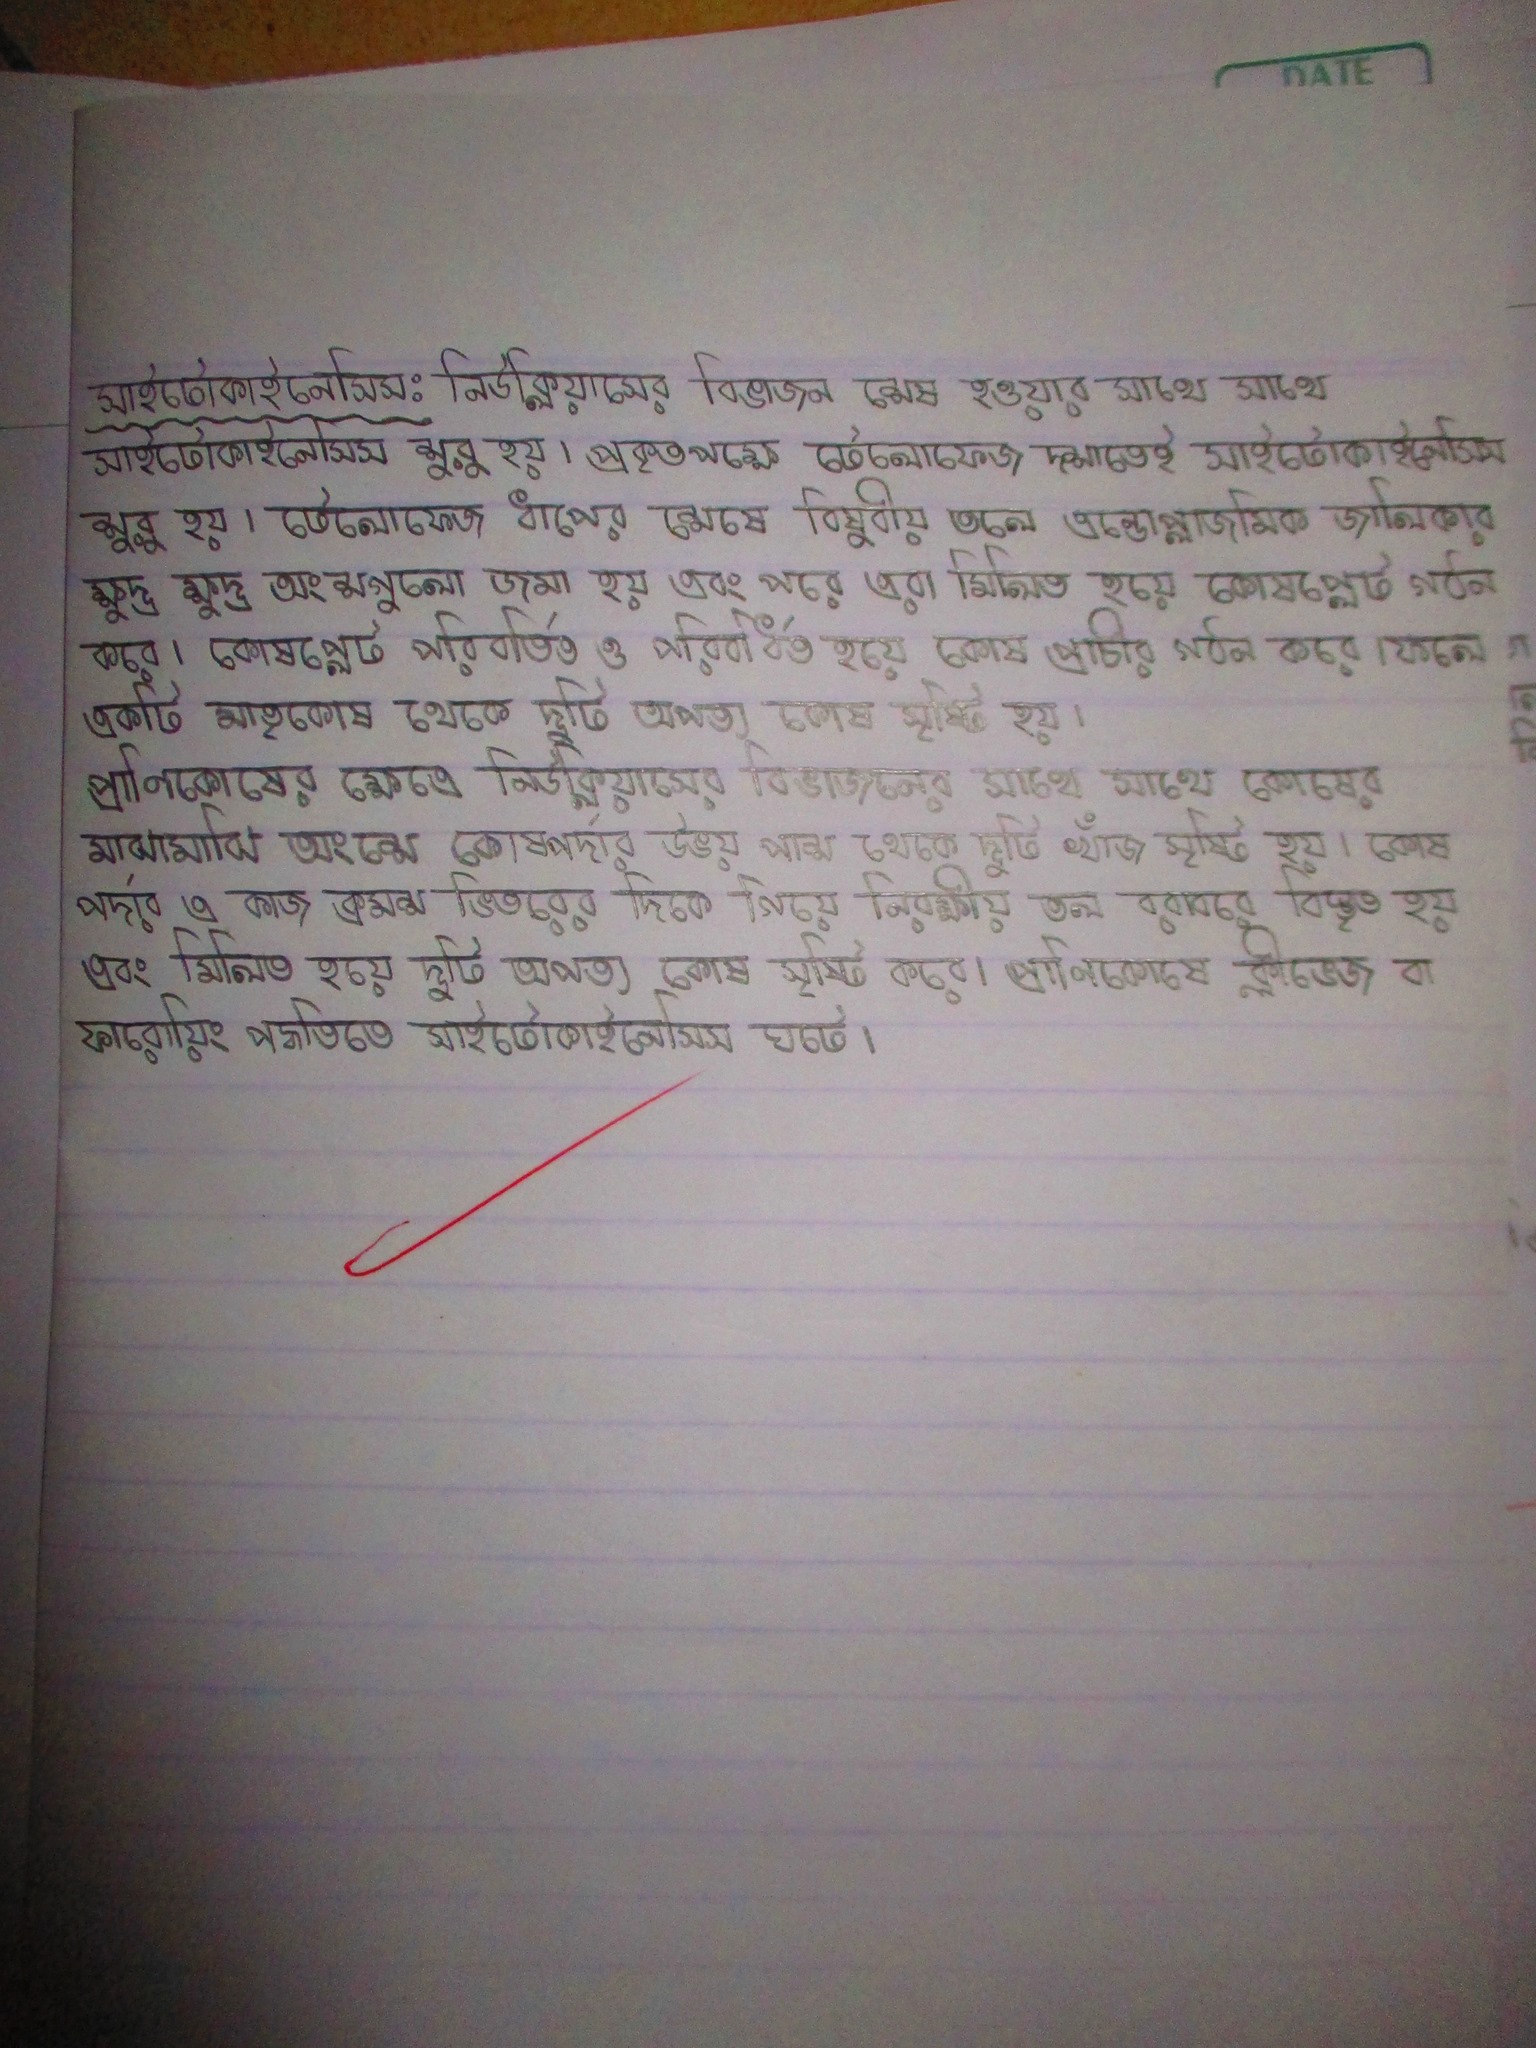 DATE
সাইটোকাইনেসিসঃ নিউক্লিয়াসের বিভাজন শেষ হওয়ার সাথে সাথে
সাইটোকাইনেসিস শুরু হয়। প্রকৃতপক্ষে টেলোফেজ দশাতেই সাইটোকাইনেসিস
শুরু হয়। টেলোফেজ ধাপের শেষে বিষুবীয় তলে এন্ডোপ্লাজমিক জালিকার
ক্ষুদ্র ক্ষুদ্র অংশগুলো জমা হয় এবং পরে এরা মিলিত হয়ে কোষপ্লেট গঠন
করে। কোষপ্লেট পরিবর্তিত ও পরিবর্ধিত হয়ে কোষ প্রাচীর গঠন করে। ফলে
একটি মাতৃকোষ থেকে দুটি অপত্য কোষ সৃষ্টি হয়।
প্রাণিকোষের ক্ষেত্রে নিউক্লিয়াসের বিভাজনের সাথে সাথে কোষের
মাঝামাঝি অংশে কোষপর্দার উভয় পাশ থেকে দুটি খাঁজ সৃষ্টি হয়। কোষ
পর্দার এ কাজ ক্রমশ ভিতরের দিকে গিয়ে নিরক্ষীয় তল বরাবরে বিস্তৃত হয়
এবং মিলিত হয়ে দুটি অপত্য কোষ সৃষ্টি করে। প্রাণিকোষে ক্লীভেজ বা
ফারোয়িং পদ্ধতিতে সাইটোকাইনেসিস ঘটে।